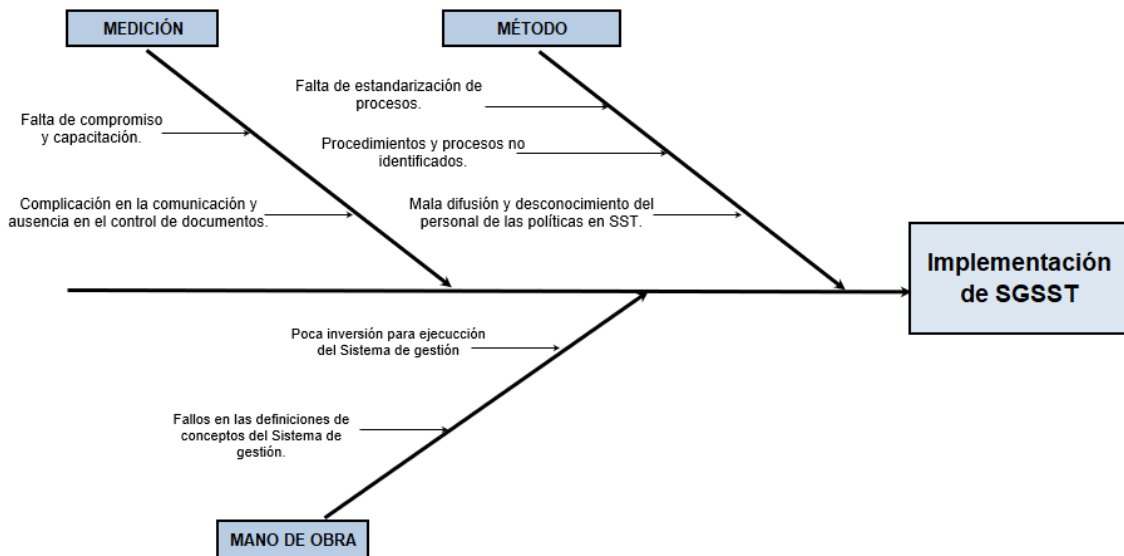 MEDICIÓN
MÉTODO
Falta de estandarización de
procesos.
Falta de compromiso
y capacitación.
Procedimientos y procesos no
identificados.
Complicación en la comunicación y
ausencia en el control de documentos.
Mala difusión y desconocimiento del
personal de las políticas en SST.
Implementación
de SGSST
Poca inversión para ejecucción
del Sistema de gestión
Fallos en las definiciones de
conceptos del Sistema de
gestión.
MANO DE OBRA